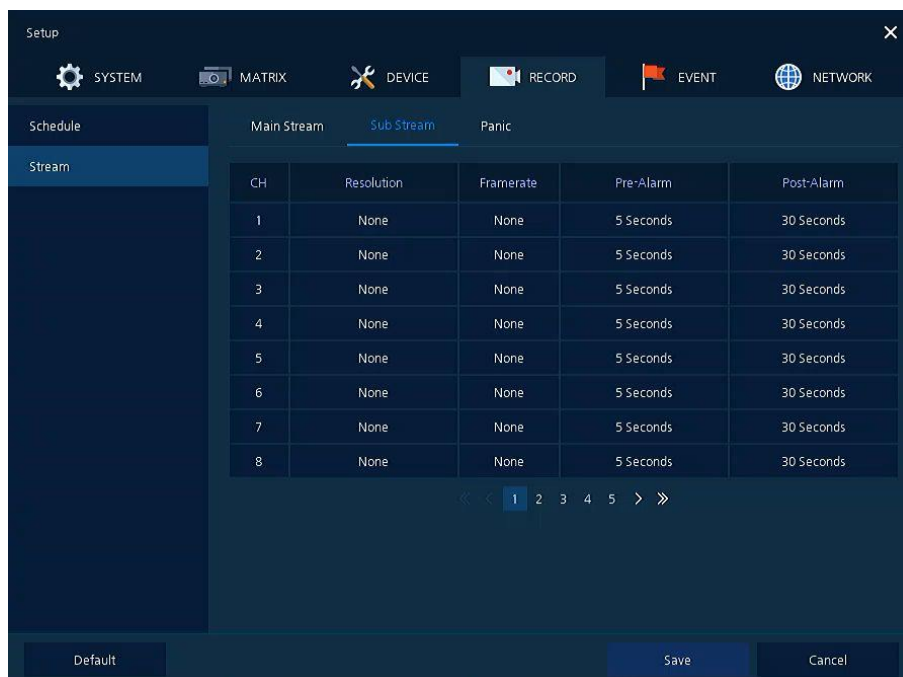 Setup
SYSTEM MATRIX DEVICE RECORD EVENT NETWORK
Schedule
Stream
Main Stream Sub Stream Panic
CH Resolution Framerate Pre-Alarm Post-Alarm
1 None None 5 Seconds 30 Seconds
2 None None 5 Seconds 30 Seconds
3 None None 5 Seconds 30 Seconds
4 None None 5 Seconds 30 Seconds
5 None None 5 Seconds 30 Seconds
6 None None 5 Seconds 30 Seconds
7 None None 5 Seconds 30 Seconds
8 None None 5 Seconds 30 Seconds
1 2 3 4 5
Default Save Cancel